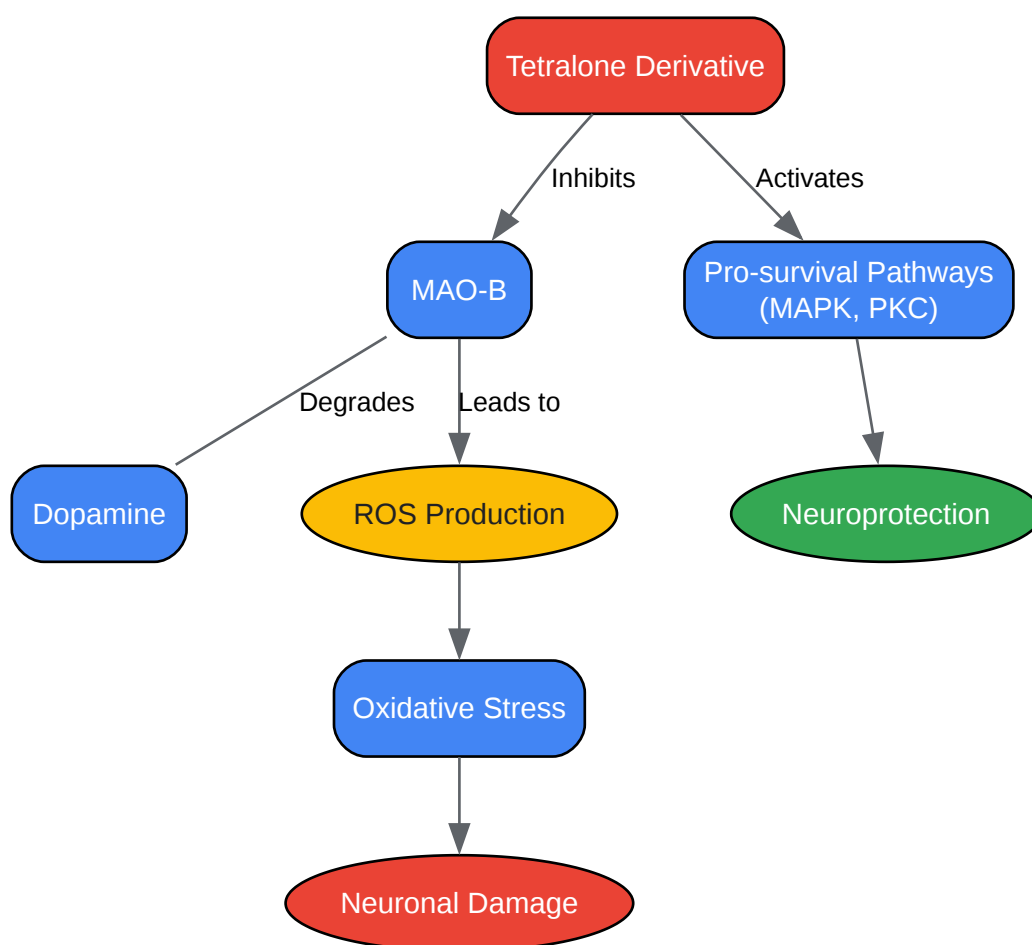 Tetralone Derivative
Inhibits
Activates
MAO-B
Pro-survival Pathways
(MAPK, PKC)
Degrades
Leads to
Dopamine
ROS Production
Neuroprotection
Oxidative Stress
Neuronal Damage